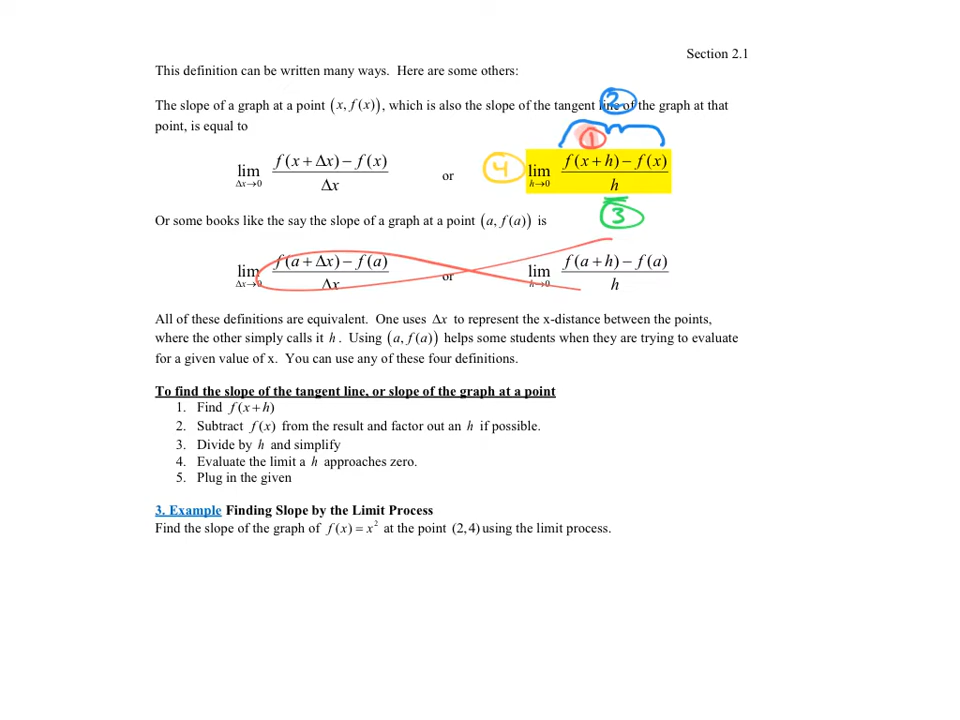 Section 2.1
This definition can be written many ways. Here are some others:
The slope of a graph at a point (x, f(x)), which is also the slope of the tangent line of the graph at that
2
point, is equal to
1
lim Δx→0 f(x+Δx)−f(x) / Δx or 4 lim h→0 f(x+h)−f(x) / h
3
Or some books like the say the slope of a graph at a point (a, f(a)) is
lim Δx→0 f(a+Δx)−f(a) / Δx or lim h→0 f(a+h)−f(a) / h
All of these definitions are equivalent. One uses Δx to represent the x-distance between the points,
where the other simply calls it h. Using (a, f(a)) helps some students when they are trying to evaluate
for a given value of x. You can use any of these four definitions.
To find the slope of the tangent line, or slope of the graph at a point
1. Find f(x+h)
2. Subtract f(x) from the result and factor out an h if possible.
3. Divide by h and simplify
4. Evaluate the limit a h approaches zero.
5. Plug in the given
3. Example Finding Slope by the Limit Process
Find the slope of the graph of f(x)=x² at the point (2,4) using the limit process.